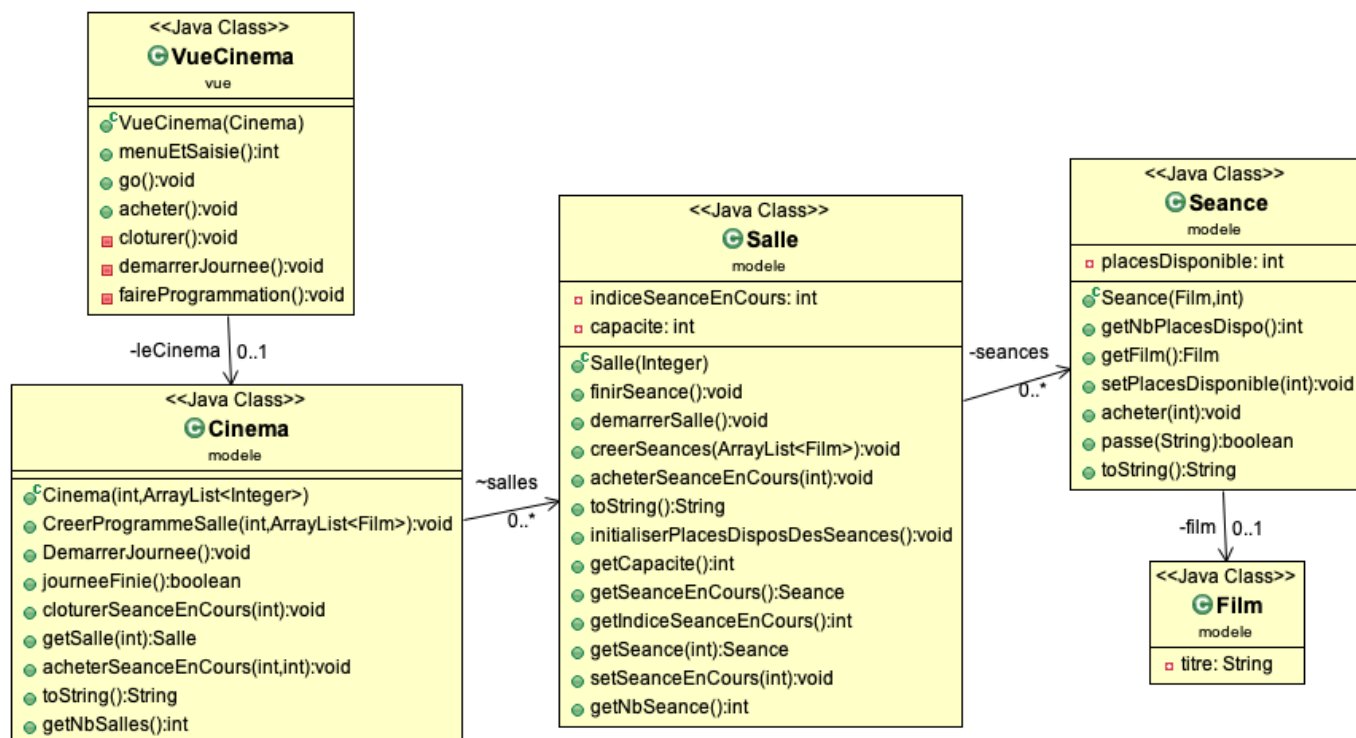 <<Java Class>>
VueCinema
vue
VueCinema(Cinema)
menuEtSaisie():int
go():void
acheter():void
cloturer():void
demarrerJournee():void
faireProgrammation():void
-leCinema 0..1
<<Java Class>>
Cinema
modele
Cinema(int,ArrayList<Integer>)
CreerProgrammeSalle(int,ArrayList<Film>):void
DemarrerJournee():void
journeeFinie():boolean
cloturerSeanceEnCours(int):void
getSalle(int):Salle
acheterSeanceEnCours(int,int):void
toString():String
getNbSalles():int
~salles
0..*
<<Java Class>>
Salle
modele
indiceSeanceEnCours: int
capacite: int
Salle(Integer)
finirSeance():void
demarrerSalle():void
creerSeances(ArrayList<Film>):void
acheterSeanceEnCours(int):void
toString():String
initialiserPlacesDisposDesSeances():void
getCapacite():int
getSeanceEnCours():Seance
getIndiceSeanceEnCours():int
getSeance(int):Seance
setSeanceEnCours(int):void
getNbSeance():int
-seances
0..*
<<Java Class>>
Seance
modele
placesDisponible: int
Seance(Film,int)
getNbPlacesDispo():int
getFilm():Film
setPlacesDisponible(int):void
acheter(int):void
passe(String):boolean
toString():String
-film 0..1
<<Java Class>>
Film
modele
titre: String